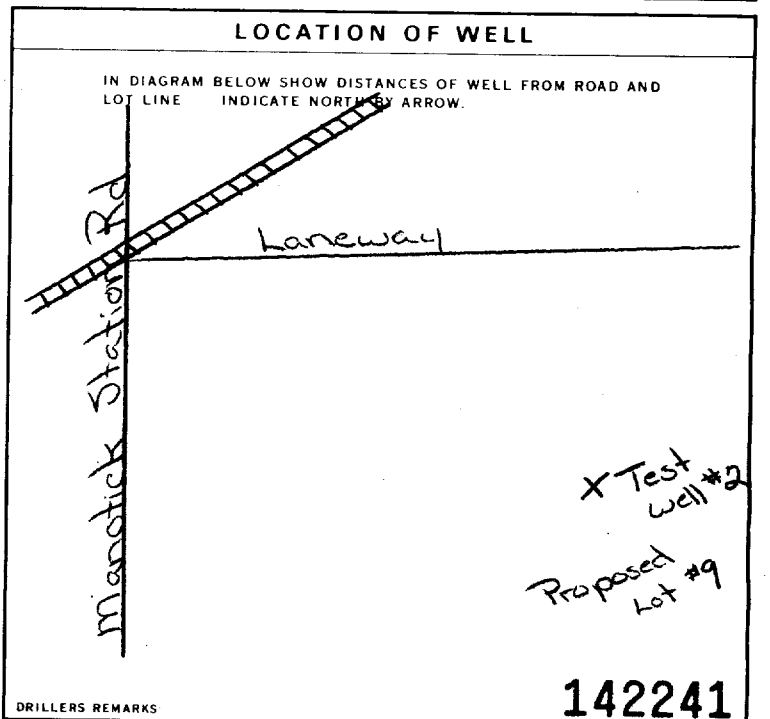 LOCATION OF WELL
IN DIAGRAM BELOW SHOW DISTANCES OF WELL FROM ROAD AND
LOT LINE INDICATE NORTH BY ARROW.
Manotick Station Rd
Laneway
X Test
well #2
Proposed
Lot #9
DRILLERS REMARKS
142241